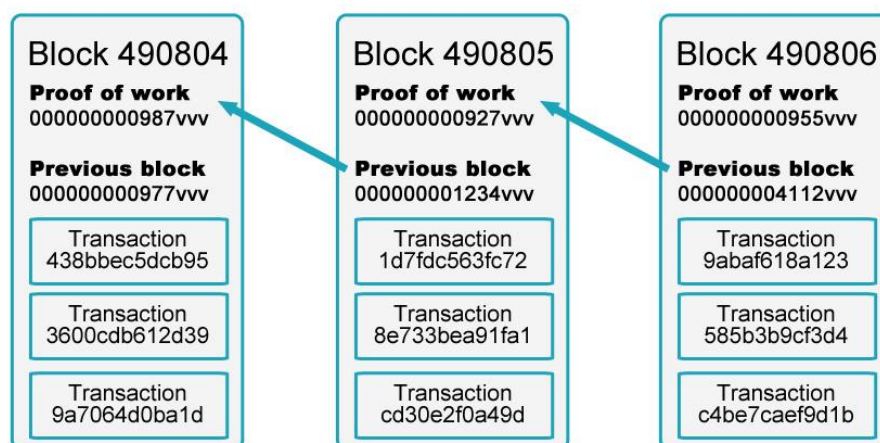 Block 490804
Proof of work
000000000987vvv
Previous block
000000000977vvv
Transaction
438bbec5dcb95
Transaction
3600cdb612d39
Transaction
9a7064d0ba1d
Block 490805
Proof of work
000000000927vvv
Previous block
000000001234vvv
Transaction
1d7fdc563fc72
Transaction
8e733bea91fa1
Transaction
cd30e2f0a49d
Block 490806
Proof of work
000000000955vvv
Previous block
000000004112vvv
Transaction
9abaf618a123
Transaction
585b3b9cf3d4
Transaction
c4be7caef9d1b